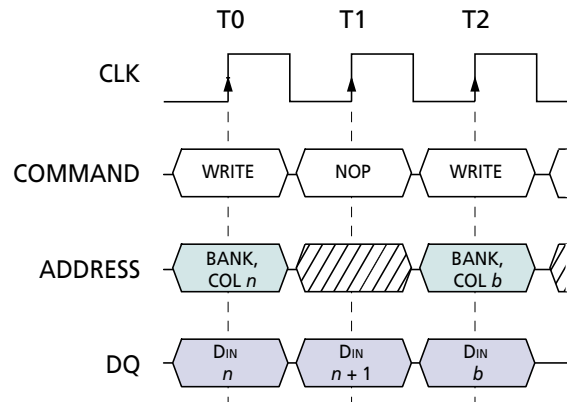 T0 T1 T2
CLK
COMMAND WRITE NOP WRITE
ADDRESS BANK, COL n BANK, COL b
DQ DIN n DIN n + 1 DIN b